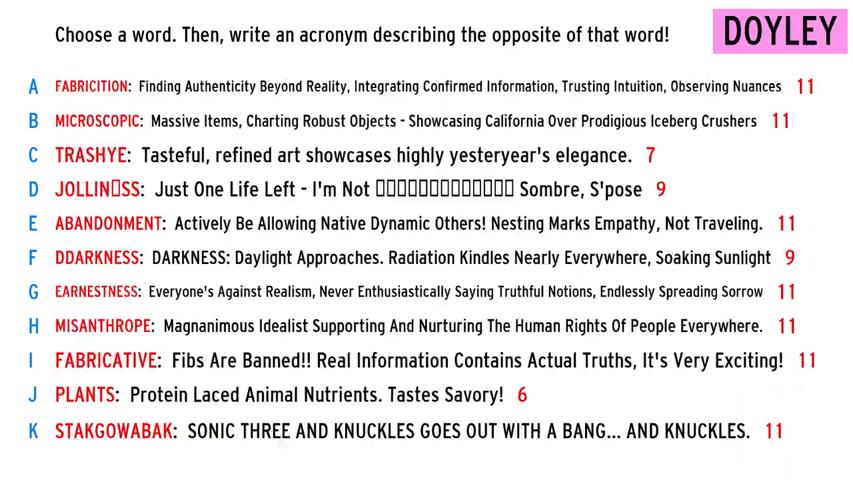 Choose a word. Then, write an acronym describing the opposite of that word!
DOYLEY
A FABRICITION: Finding Authenticity Beyond Reality, Integrating Confirmed Information, Trusting Intuition, Observing Nuances 11
B MICROSCOPIC: Massive Items, Charting Robust Objects - Showcasing California Over Prodigious Iceberg Crushers 11
C TRASHYE: Tasteful, refined art showcases highly yesteryear's elegance. 7
D JOLLIN▯SS: Just One Life Left - I'm Not ▯▯▯▯▯▯▯▯▯▯▯▯▯ Sombre, S'pose 9
E ABANDONMENT: Actively Be Allowing Native Dynamic Others! Nesting Marks Empathy, Not Traveling. 11
F DDARKNESS: DARKNESS: Daylight Approaches. Radiation Kindles Nearly Everywhere, Soaking Sunlight 9
G EARNESTNESS: Everyone's Against Realism, Never Enthusiastically Saying Truthful Notions, Endlessly Spreading Sorrow 11
H MISANTHROPE: Magnanimous Idealist Supporting And Nurturing The Human Rights Of People Everywhere. 11
I FABRICATIVE: Fibs Are Banned!! Real Information Contains Actual Truths, It's Very Exciting! 11
J PLANTS: Protein Laced Animal Nutrients. Tastes Savory! 6
K STAKGOWABAK: SONIC THREE AND KNUCKLES GOES OUT WITH A BANG... AND KNUCKLES. 11